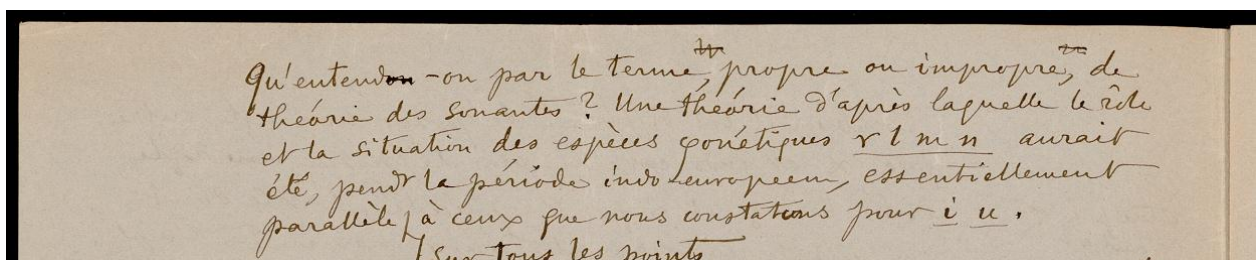 Qu'entend-on par le terme, propre ou impropre, de
théorie des sonantes? Une théorie d'après laquelle le rôle
et la situation des espèces φonétiques r l m n aurait
été, pendt la période indo-européenn, essentiellement
parallèle à ceux que nous constatons pour i u.
sur tous les points